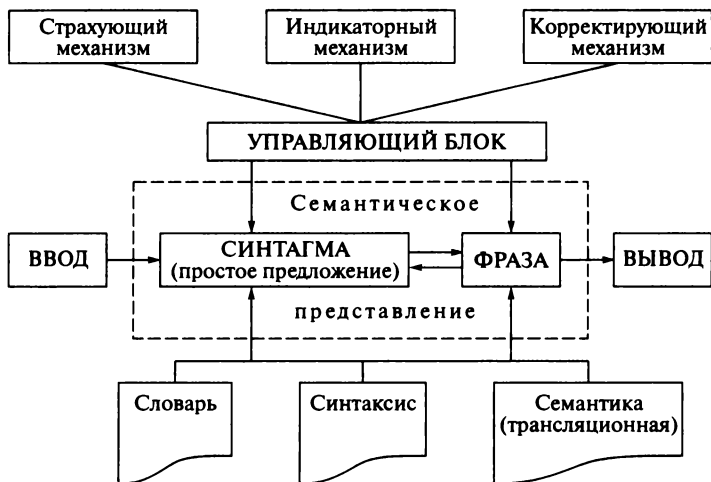 Страхующий
механизм
Индикаторный
механизм
Корректирующий
механизм
УПРАВЛЯЮЩИЙ БЛОК
Семантическое
ВВОД
СИНТАГМА
(простое предложение)
ФРАЗА
ВЫВОД
представление
Словарь
Синтаксис
Семантика
(трансляционная)